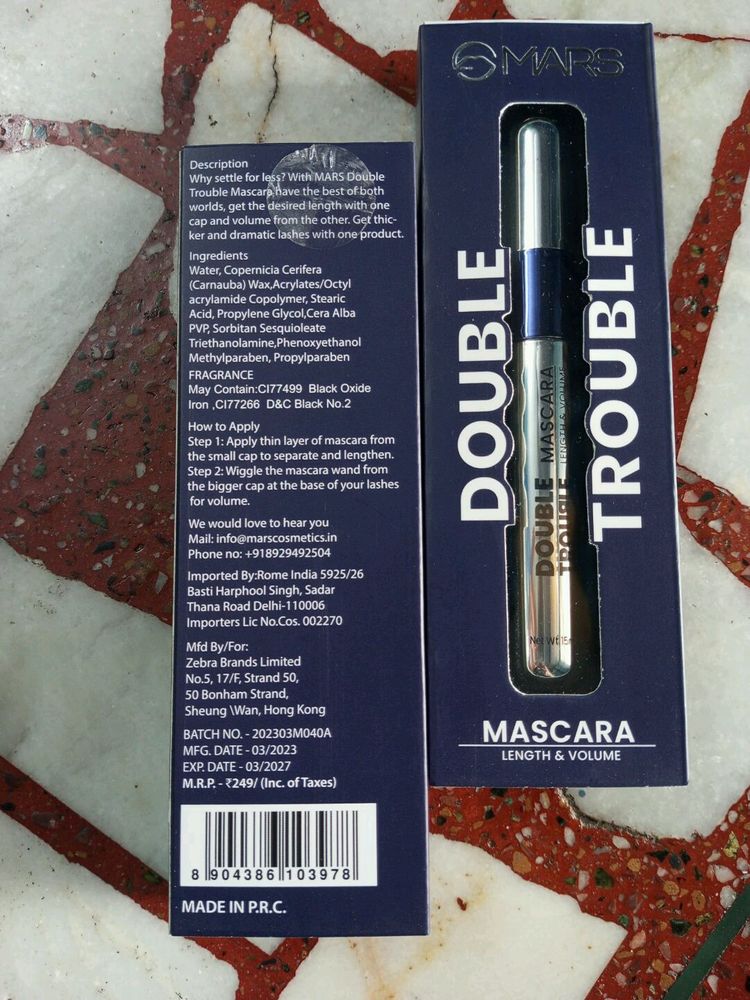 Description
Why settle for less? With MARS Double
Trouble Mascara have the best of both
worlds, get the desired length with one
cap and volume from the other. Get thic-
ker and dramatic lashes with one product.
Ingredients
Water, Copernicia Cerifera
(Carnauba) Wax,Acrylates/Octyl
acrylamide Copolymer, Stearic
Acid, Propylene Glycol,Cera Alba
PVP, Sorbitan Sesquioleate
Triethanolamine,Phenoxyethanol
Methylparaben, Propylparaben
FRAGRANCE
May Contain:CI77499 Black Oxide
Iron ,CI77266 D&C Black No.2
How to Apply
Step 1: Apply thin layer of mascara from
the small cap to separate and lengthen.
Step 2: Wiggle the mascara wand from
the bigger cap at the base of your lashes
for volume.
We would love to hear you
Mail: info@marscosmetics.in
Phone no: +918929492504
Imported By:Rome India 5925/26
Basti Harphool Singh, Sadar
Thana Road Delhi-110006
Importers Lic No.Cos. 002270
Mfd By/For:
Zebra Brands Limited
No.5, 17/F, Strand 50,
50 Bonham Strand,
Sheung \Wan, Hong Kong
BATCH NO. - 202303M040A
MFG. DATE - 03/2023
EXP. DATE - 03/2027
M.R.P. - ₹249/ (Inc. of Taxes)
8 904386 103978
MADE IN P.R.C.
MARS
DOUBLE
TROUBLE
DOUBLE
TROUBLE
MASCARA
LENGTH & VOLUME
Net Wt
MASCARA
LENGTH & VOLUME